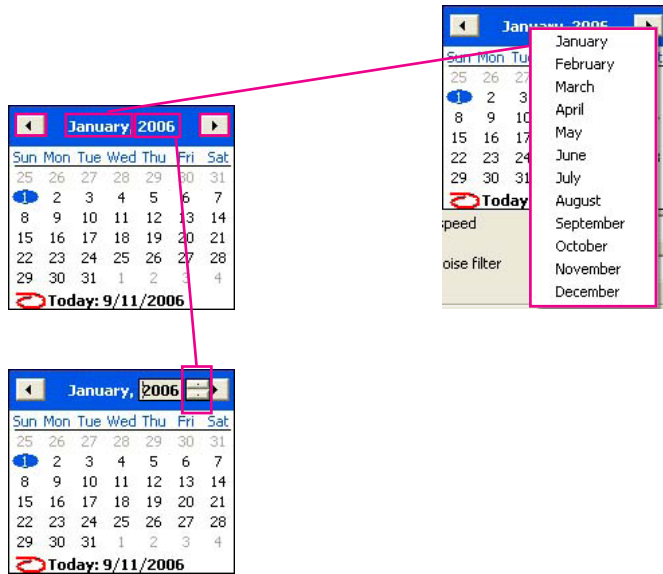 January, 2006
Sun Mon Tu
25 26 27
1 2 3
8 9 10
15 16 17
22 23 24
29 30 31
Today
speed
oise filter
January
February
March
April
May
June
July
August
September
October
November
December
January, 2006
Sun Mon Tue Wed Thu Fri Sat
25 26 27 28 29 30 31
1 2 3 4 5 6 7
8 9 10 11 12 13 14
15 16 17 18 19 20 21
22 23 24 25 26 27 28
29 30 31 1 2 3 4
Today: 9/11/2006
January, 2006
Sun Mon Tue Wed Thu Fri Sat
25 26 27 28 29 30 31
1 2 3 4 5 6 7
8 9 10 11 12 13 14
15 16 17 18 19 20 21
22 23 24 25 26 27 28
29 30 31 1 2 3 4
Today: 9/11/2006